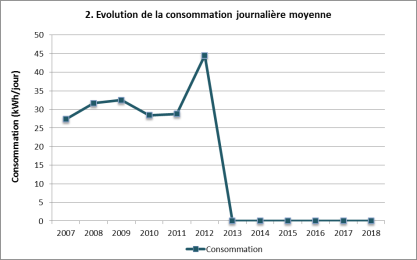 2. Evolution de la consommation journalière moyenne
Consommation (kWh/jour)
50
45
40
35
30
25
20
15
10
5
0
2007 2008 2009 2010 2011 2012 2013 2014 2015 2016 2017 2018
Consommation